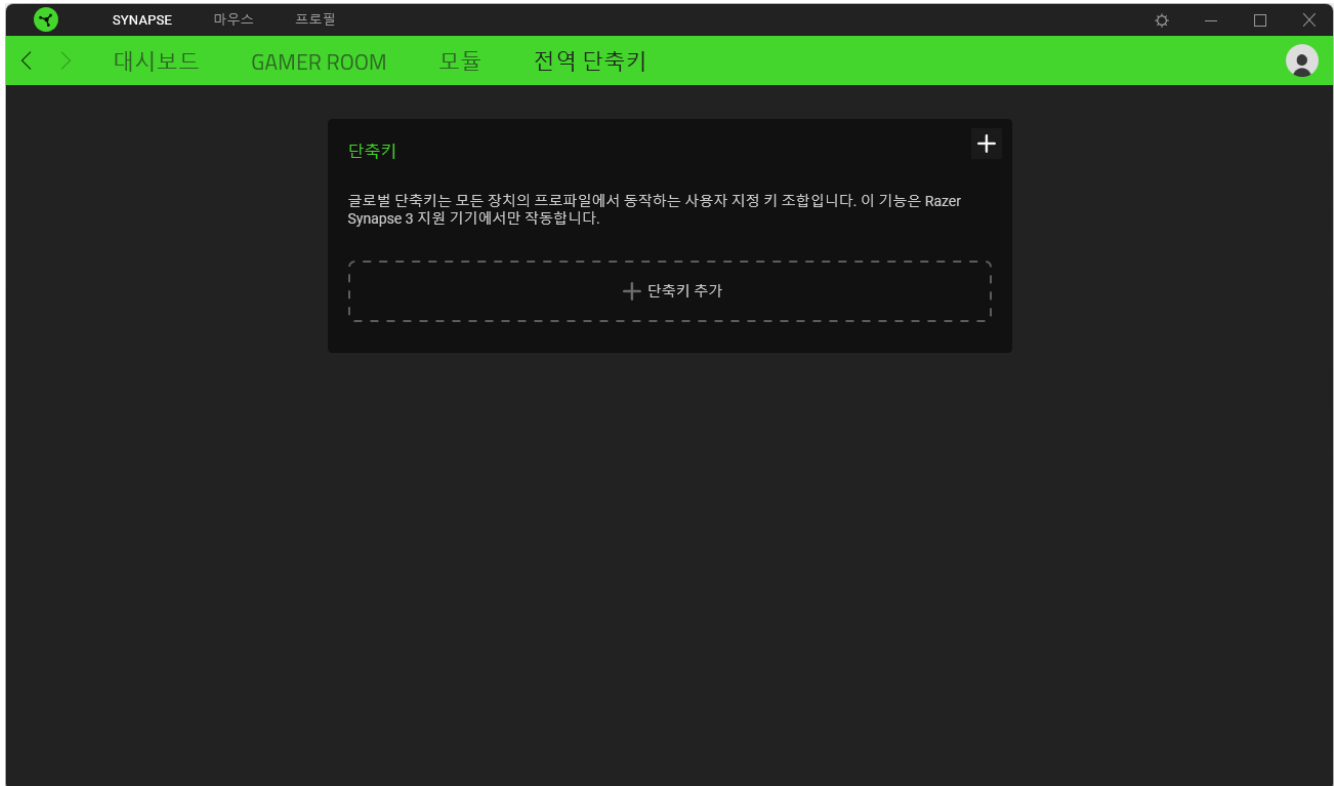 SYNAPSE 마우스 프로필
대시보드 GAMER ROOM 모듈 전역 단축키
단축키
글로벌 단축키는 모든 장치의 프로파일에서 동작하는 사용자 지정 키 조합입니다. 이 기능은 Razer
Synapse 3 지원 기기에서만 작동합니다.
단축키 추가